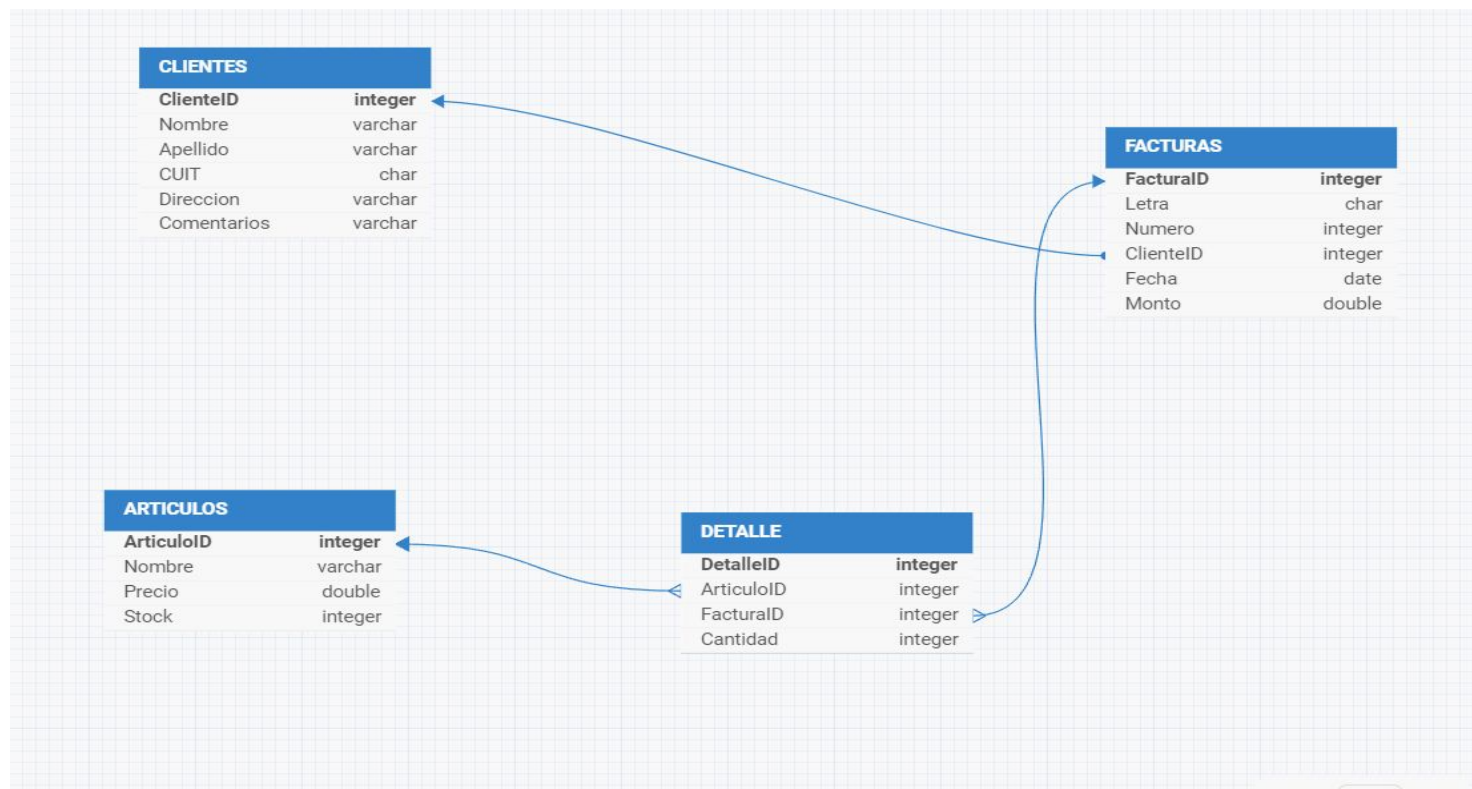 CLIENTES
ClienteID integer
Nombre varchar
Apellido varchar
CUIT char
Direccion varchar
Comentarios varchar
FACTURAS
FacturaID integer
Letra char
Numero integer
ClienteID integer
Fecha date
Monto double
ARTICULOS
ArticuloID integer
Nombre varchar
Precio double
Stock integer
DETALLE
DetalleID integer
ArticuloID integer
FacturaID integer
Cantidad integer